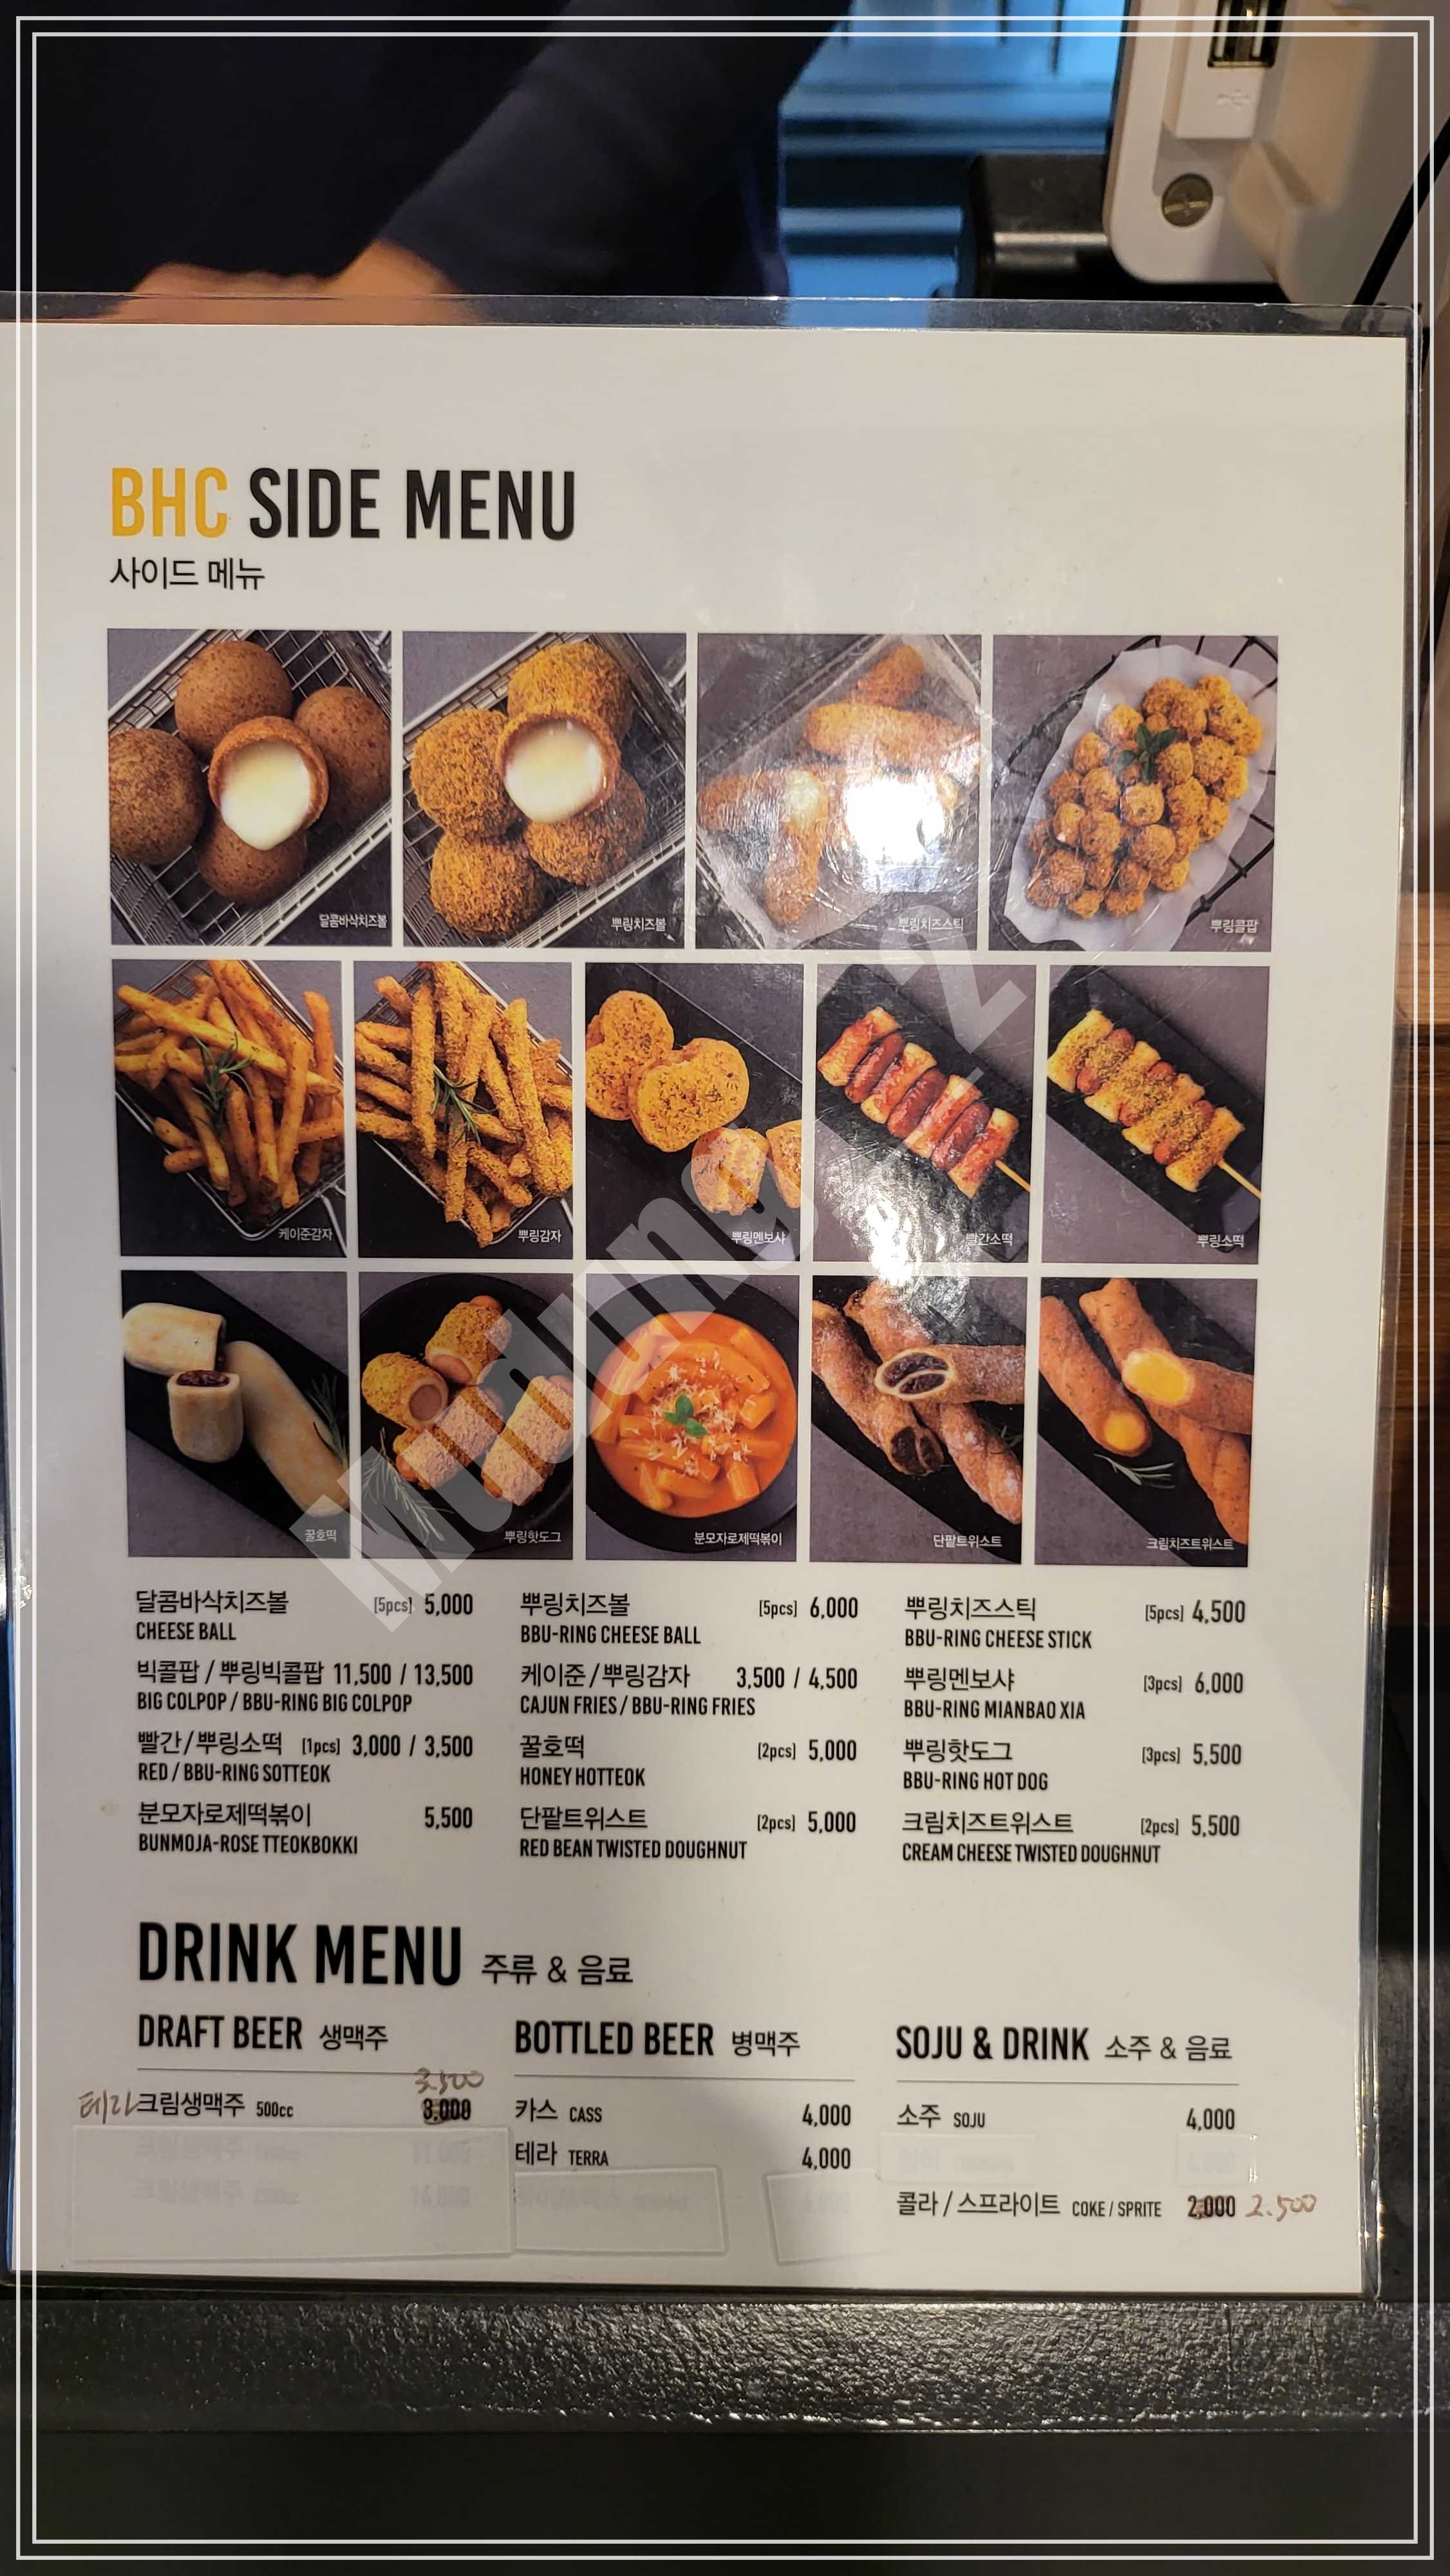 BHC SIDE MENU
사이드 메뉴
달콤바삭치즈볼
뿌링치즈볼
뿌링치즈스틱
뿌링콜팝
케이준감자
뿌링감자
뿌링멘보샤
빨간소떡
뿌링소떡
꿀호떡
뿌링핫도그
분모자로제떡볶이
단팥트위스트
크림치즈트위스트
달콤바삭치즈볼 [5pcs] 5,000
CHEESE BALL
빅콜팝 / 뿌링빅콜팝 11,500 / 13,500
BIG COLPOP / BBU-RING BIG COLPOP
빨간/뿌링소떡 [1pcs] 3,000 / 3,500
RED / BBU-RING SOTTEOK
분모자로제떡볶이 5,500
BUNMOJA-ROSE TTEOKBOKKI
뿌링치즈볼 [5pcs] 6,000
BBU-RING CHEESE BALL
케이준/뿌링감자 3,500 / 4,500
CAJUN FRIES / BBU-RING FRIES
꿀호떡 [2pcs] 5,000
HONEY HOTTEOK
단팥트위스트 [2pcs] 5,000
RED BEAN TWISTED DOUGHNUT
뿌링치즈스틱 [5pcs] 4,500
BBU-RING CHEESE STICK
뿌링멘보샤 [3pcs] 6,000
BBU-RING MIANBAO XIA
뿌링핫도그 [3pcs] 5,500
BBU-RING HOT DOG
크림치즈트위스트 [2pcs] 5,500
CREAM CHEESE TWISTED DOUGHNUT
DRINK MENU 주류 & 음료
DRAFT BEER 생맥주
3,500
테라크림생맥주 500cc 3,000
BOTTLED BEER 병맥주
카스 CASS 4,000
테라 TERRA 4,000
SOJU & DRINK 소주 & 음료
소주 SOJU 4,000
콜라 / 스프라이트 COKE / SPRITE 2,000 2.500